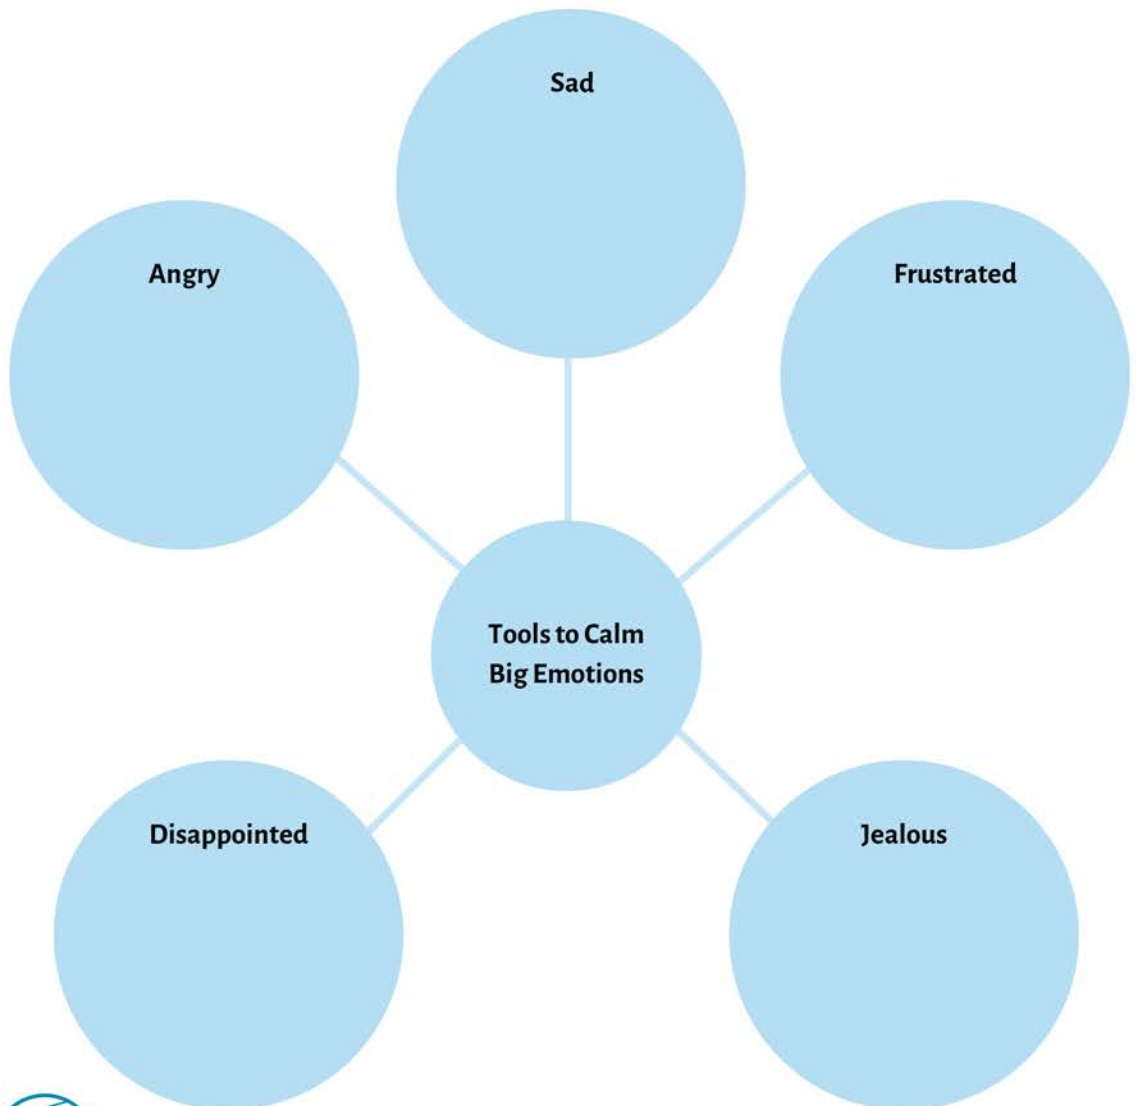 Sad
Angry
Frustrated
Tools to Calm
Big Emotions
Disappointed
Jealous